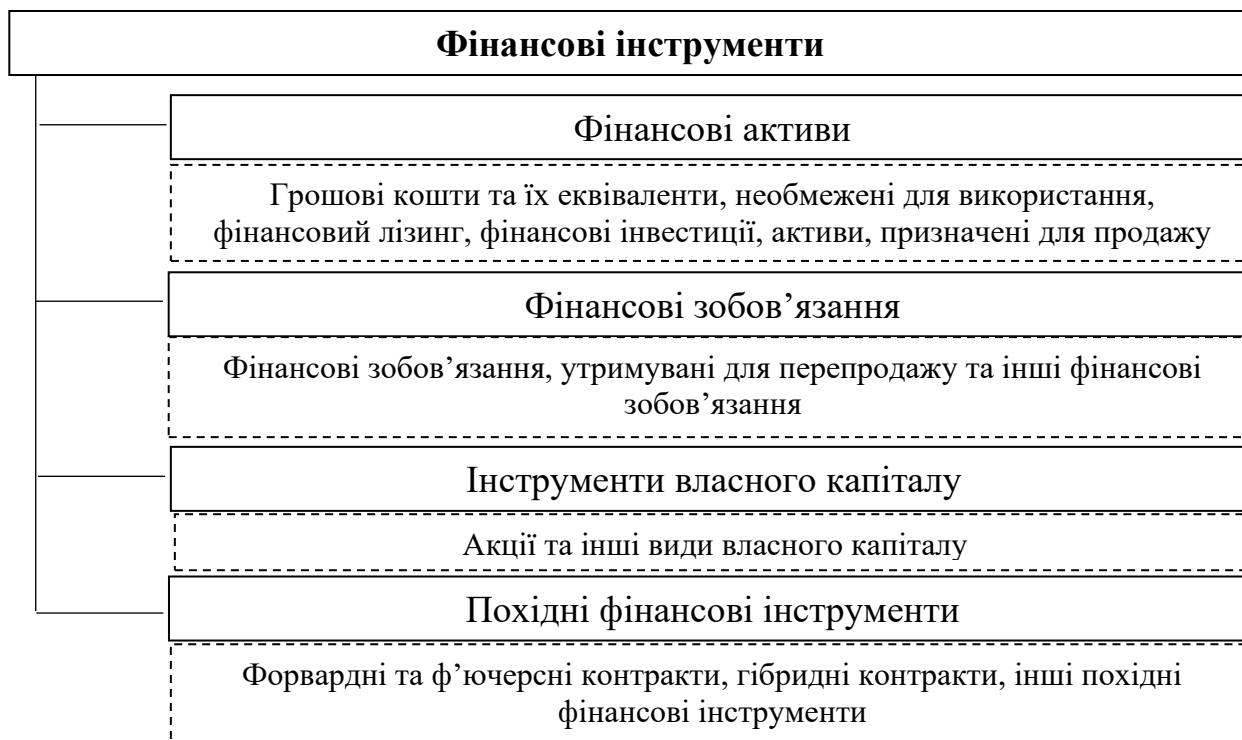 Фінансові інструменти
Фінансові активи
Грошові кошти та їх еквіваленти, необмежені для використання,
фінансовий лізинг, фінансові інвестиції, активи, призначені для продажу
Фінансові зобов’язання
Фінансові зобов’язання, утримувані для перепродажу та інші фінансові
зобов’язання
Інструменти власного капіталу
Акції та інші види власного капіталу
Похідні фінансові інструменти
Форвардні та ф’ючерсні контракти, гібридні контракти, інші похідні
фінансові інструменти